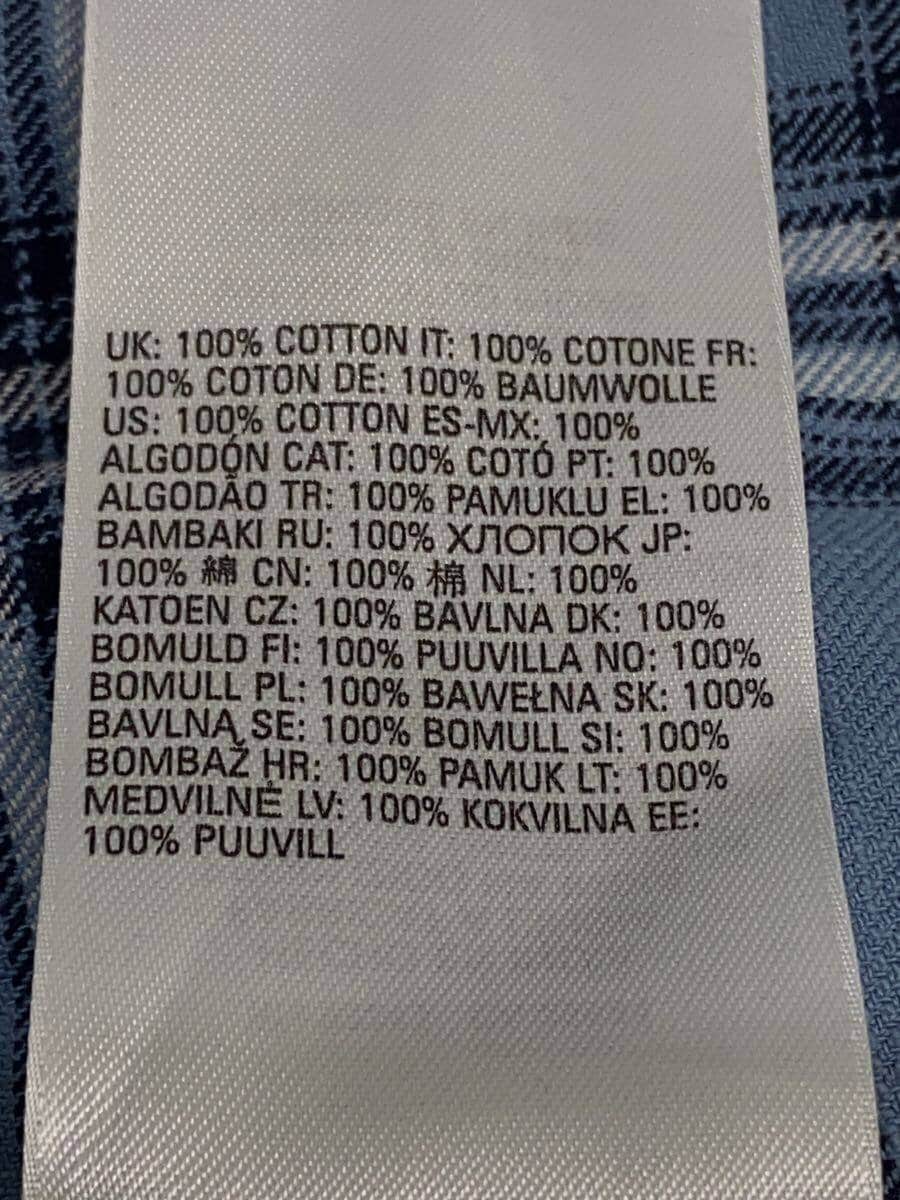 UK: 100% COTTON IT: 100% COTONE FR:
100% COTON DE: 100% BAUMWOLLE
US: 100% COTTON ES-MX: 100%
ALGODÓN CAT: 100% COTÓ PT: 100%
ALGODÃO TR: 100% PAMUKLU EL: 100%
BAMBAKI RU: 100% ХЛОПОК JP:
100% 綿 CN: 100% 棉 NL: 100%
KATOEN CZ: 100% BAVLNA DK: 100%
BOMULD FI: 100% PUUVILLA NO: 100%
BOMULL PL: 100% BAWEŁNA SK: 100%
BAVLNA SE: 100% BOMULL SI: 100%
BOMBAŽ HR: 100% PAMUK LT: 100%
MEDVILNĖ LV: 100% KOKVILNA EE:
100% PUUVILL